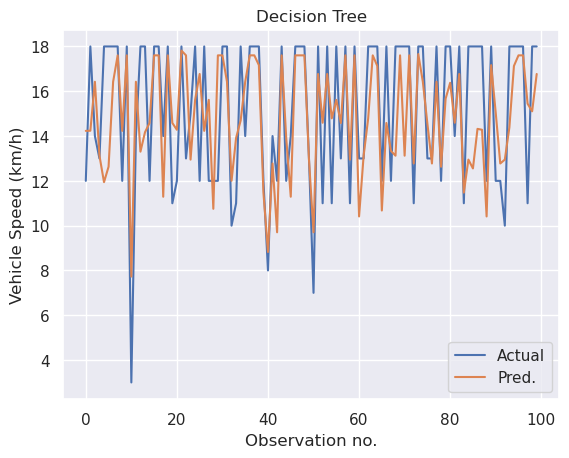 Decision Tree
Vehicle Speed (km/h)
18
16
14
12
10
8
6
4
0 20 40 60 80 100
Observation no.
Actual
Pred.